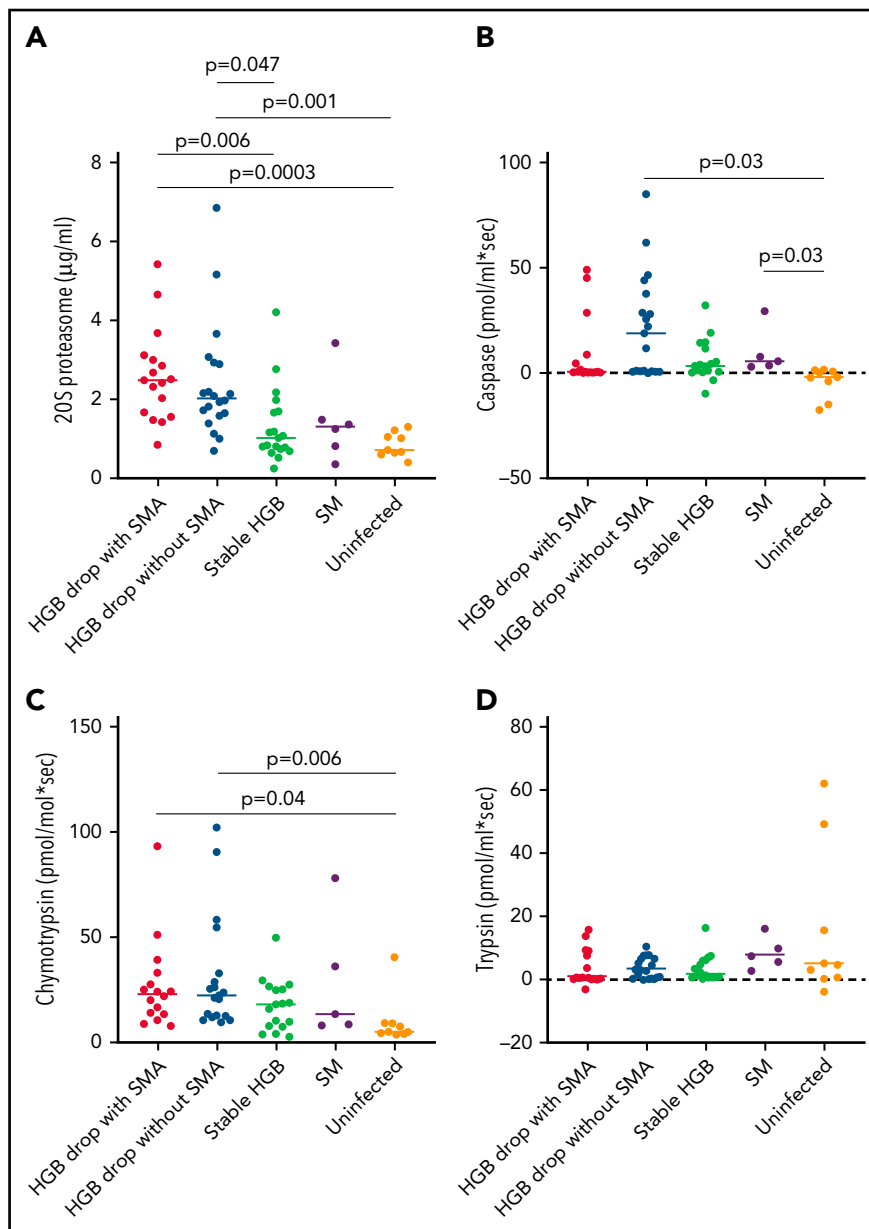 A
p=0.047
p=0.001
p=0.006
p=0.0003
8
6
4
2
0
20S proteasome (µg/ml)
HGB drop with SMA
HGB drop without SMA
Stable HGB
SM
Uninfected
B
p=0.03
p=0.03
100
50
0
–50
Caspase (pmol/ml*sec)
HGB drop with SMA
HGB drop without SMA
Stable HGB
SM
Uninfected
C
p=0.006
p=0.04
150
100
50
0
Chymotrypsin (pmol/mol*sec)
HGB drop with SMA
HGB drop without SMA
Stable HGB
SM
Uninfected
D
80
60
40
20
0
–20
Trypsin (pmol/ml*sec)
HGB drop with SMA
HGB drop without SMA
Stable HGB
SM
Uninfected